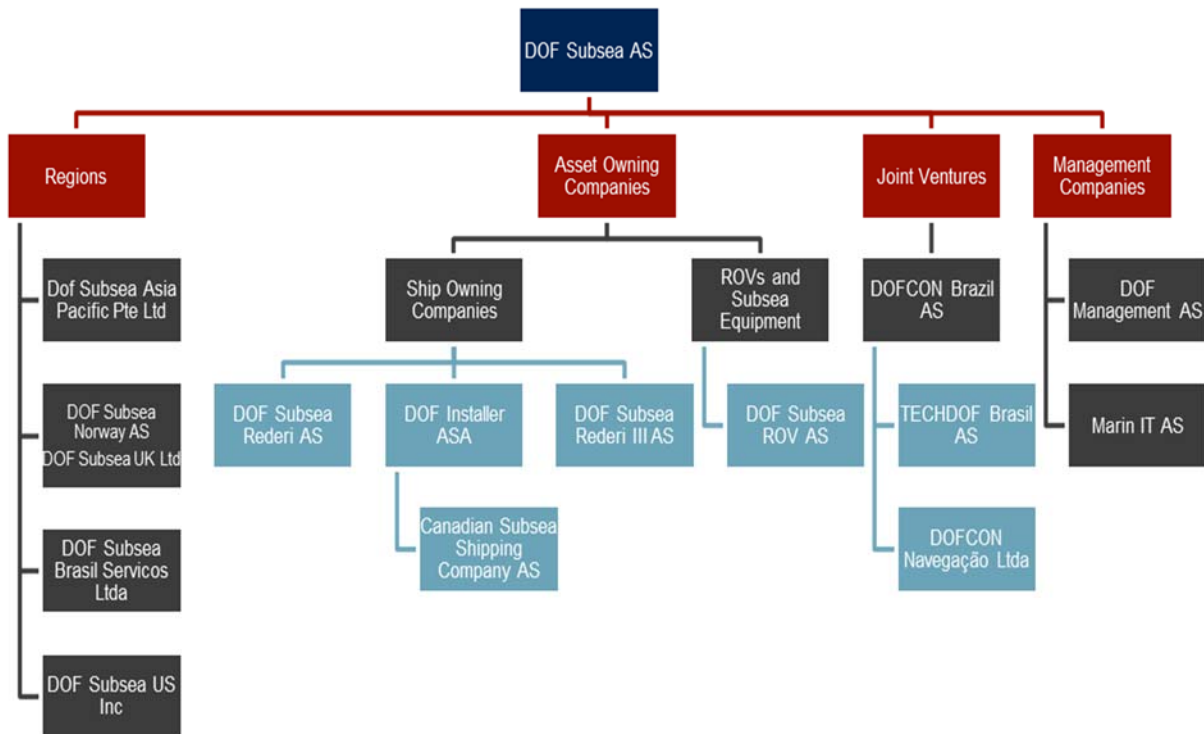 DOF Subsea AS
Regions
Asset Owning
Companies
Joint Ventures
Management
Companies
Dof Subsea Asia
Pacific Pte Ltd
Ship Owning
Companies
ROVs and
Subsea
Equipment
DOFCON Brazil
AS
DOF
Management AS
DOF Subsea
Norway AS
DOF Subsea UK Ltd
DOF Subsea
Rederi AS
DOF Installer
ASA
DOF Subsea
Rederi III AS
DOF Subsea
ROV AS
TECHDOF Brasil
AS
Marin IT AS
DOF Subsea
Brasil Servicos
Ltda
Canadian Subsea
Shipping
Company AS
DOFCON
Navegação Ltda
DOF Subsea US
Inc